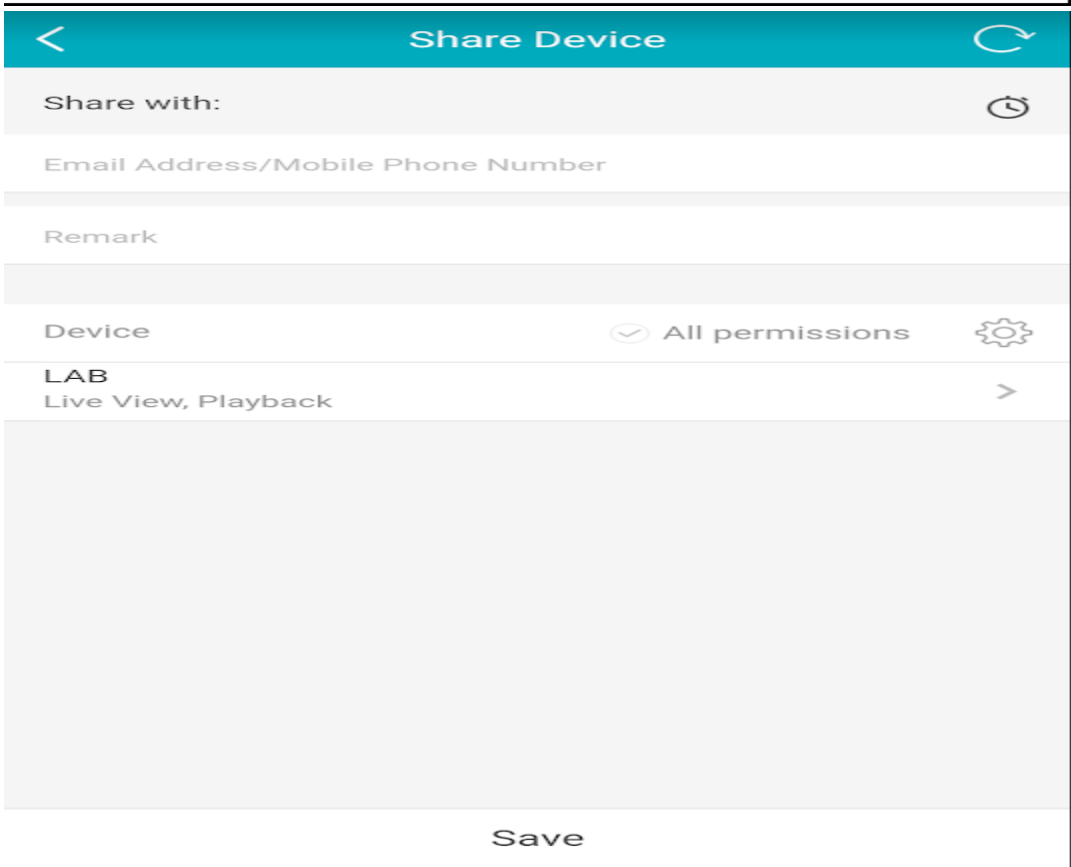 Share Device
Share with:
Email Address/Mobile Phone Number
Remark
Device All permissions
LAB
Live View, Playback
Save